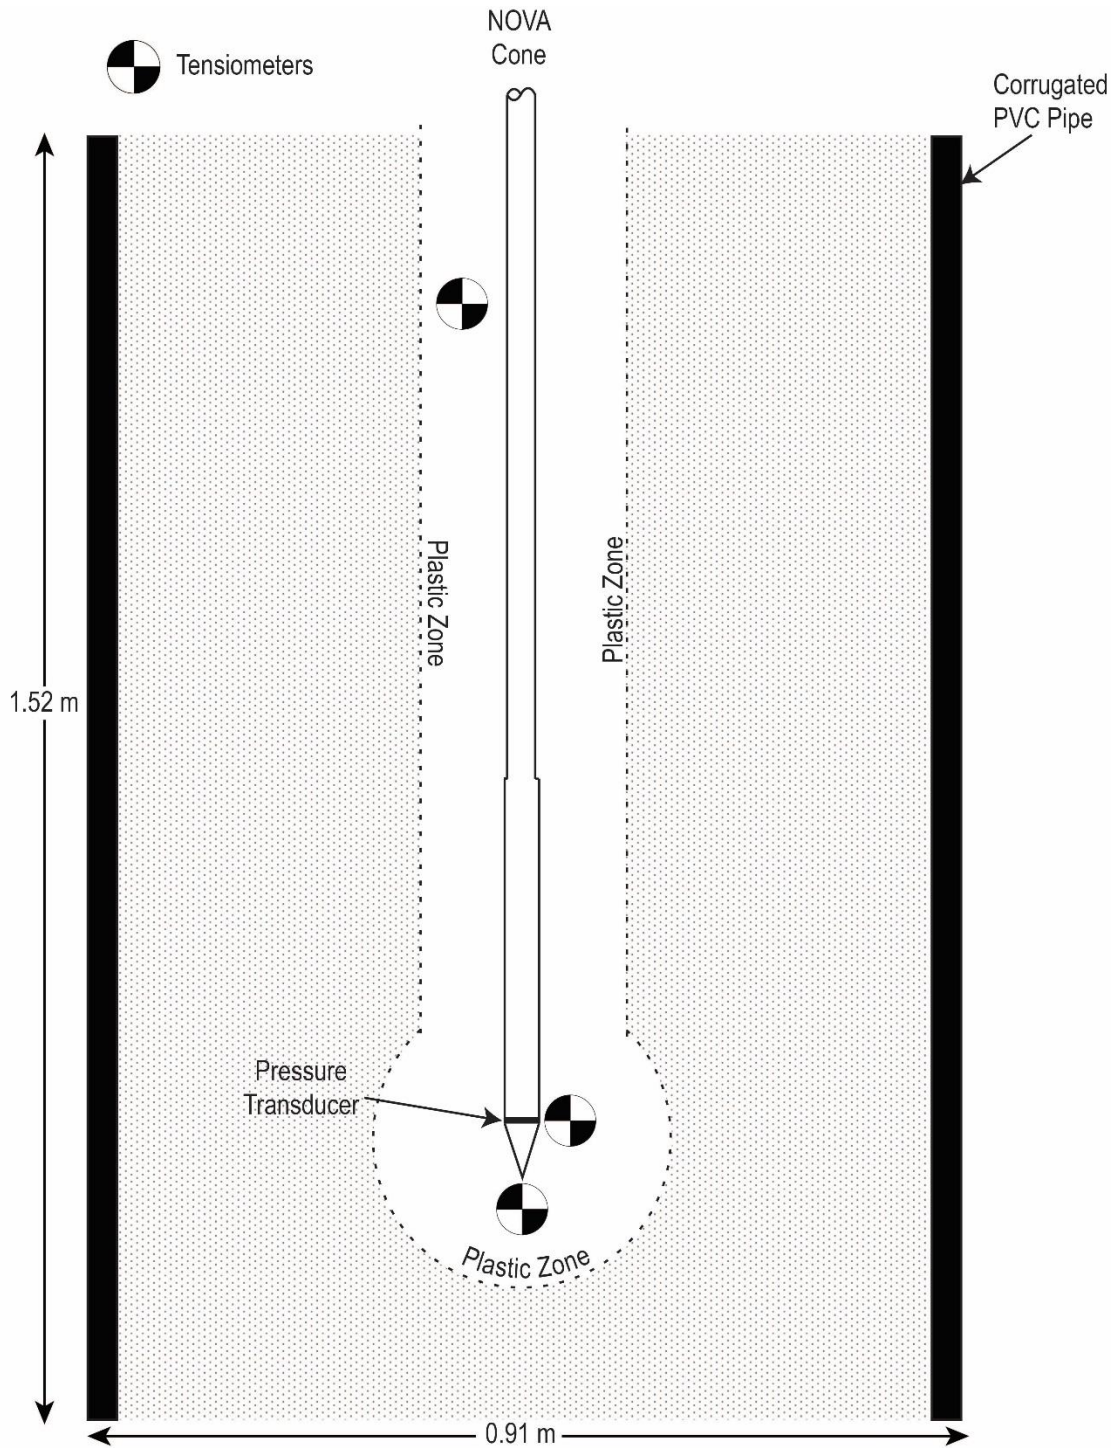 NOVA
Cone
Tensiometers
Corrugated
PVC Pipe
Plastic Zone
Plastic Zone
1.52 m
Pressure
Transducer
Plastic Zone
0.91 m